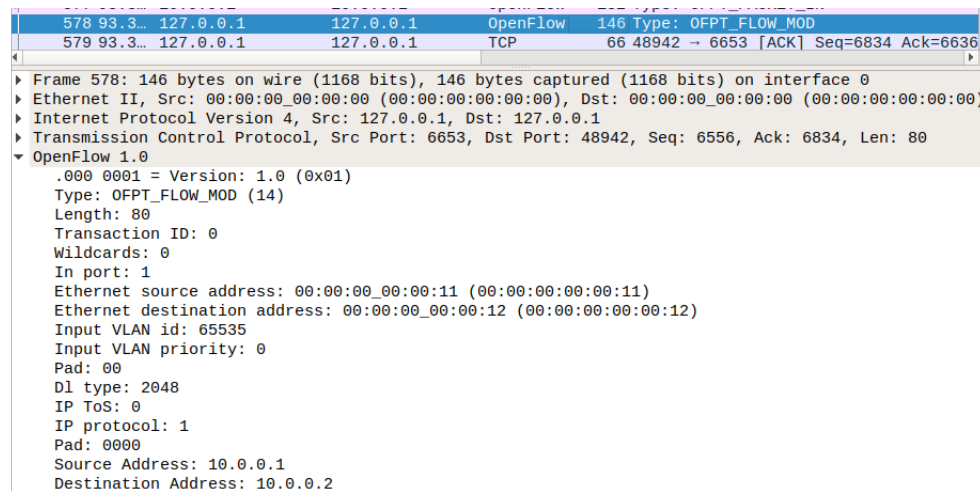 578 93.3… 127.0.0.1 127.0.0.1 OpenFlow 146 Type: OFPT_FLOW_MOD
579 93.3… 127.0.0.1 127.0.0.1 TCP 66 48942 → 6653 [ACK] Seq=6834 Ack=6636
Frame 578: 146 bytes on wire (1168 bits), 146 bytes captured (1168 bits) on interface 0
Ethernet II, Src: 00:00:00_00:00:00 (00:00:00:00:00:00), Dst: 00:00:00_00:00:00 (00:00:00:00:00:00)
Internet Protocol Version 4, Src: 127.0.0.1, Dst: 127.0.0.1
Transmission Control Protocol, Src Port: 6653, Dst Port: 48942, Seq: 6556, Ack: 6834, Len: 80
OpenFlow 1.0
.000 0001 = Version: 1.0 (0x01)
Type: OFPT_FLOW_MOD (14)
Length: 80
Transaction ID: 0
Wildcards: 0
In port: 1
Ethernet source address: 00:00:00_00:00:11 (00:00:00:00:00:11)
Ethernet destination address: 00:00:00_00:00:12 (00:00:00:00:00:12)
Input VLAN id: 65535
Input VLAN priority: 0
Pad: 00
Dl type: 2048
IP ToS: 0
IP protocol: 1
Pad: 0000
Source Address: 10.0.0.1
Destination Address: 10.0.0.2